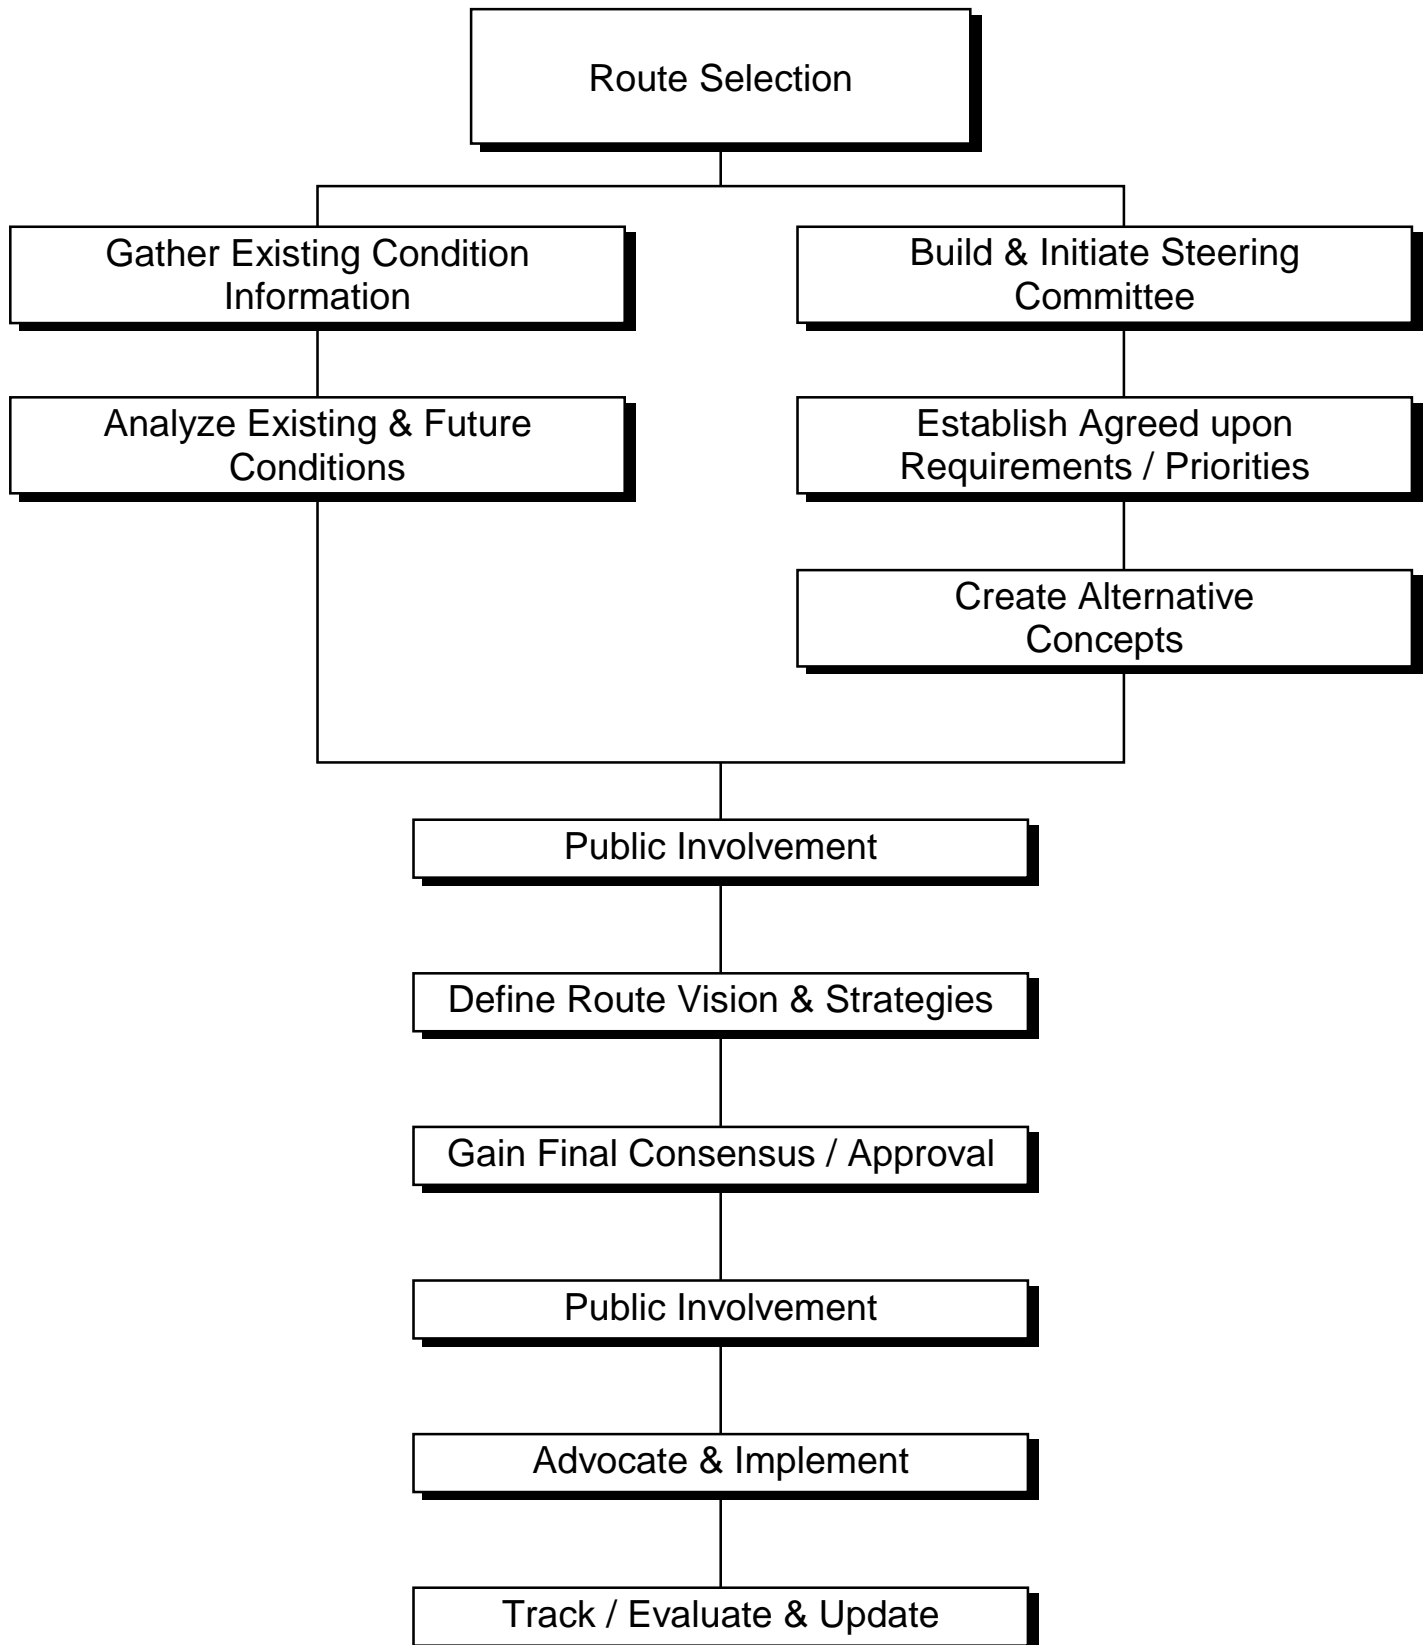 Route Selection
Gather Existing Condition
Information
Build & Initiate Steering
Committee
Analyze Existing & Future
Conditions
Establish Agreed upon
Requirements / Priorities
Create Alternative
Concepts
Public Involvement
Define Route Vision & Strategies
Gain Final Consensus / Approval
Public Involvement
Advocate & Implement
Track / Evaluate & Update